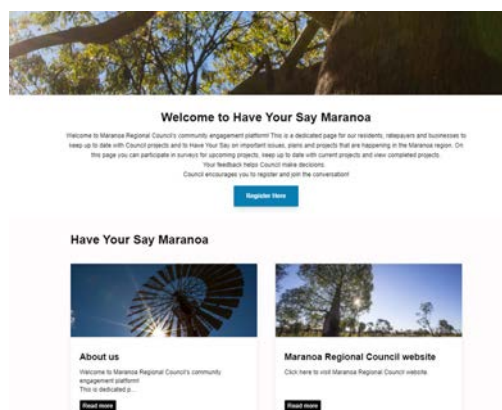 Welcome to Have Your Say Maranoa
Welcome to Maranoa Regional Council's community engagement platform! This is a dedicated page for our residents, ratepayers and businesses to
keep up to date with Council projects and to Have Your Say on important issues, plans and projects that are happening in the Maranoa region. On
this page you can participate in surveys for upcoming projects, keep up to date with current projects and view completed projects.
Your feedback helps Council make decisions.
Council encourages you to register and join the conversation!
Register Here
Have Your Say Maranoa
About us
Welcome to Maranoa Regional Council's community
engagement platform!
This is dedicated p...
Read more
Maranoa Regional Council website
Click here to visit Maranoa Regional Council website.
Read more